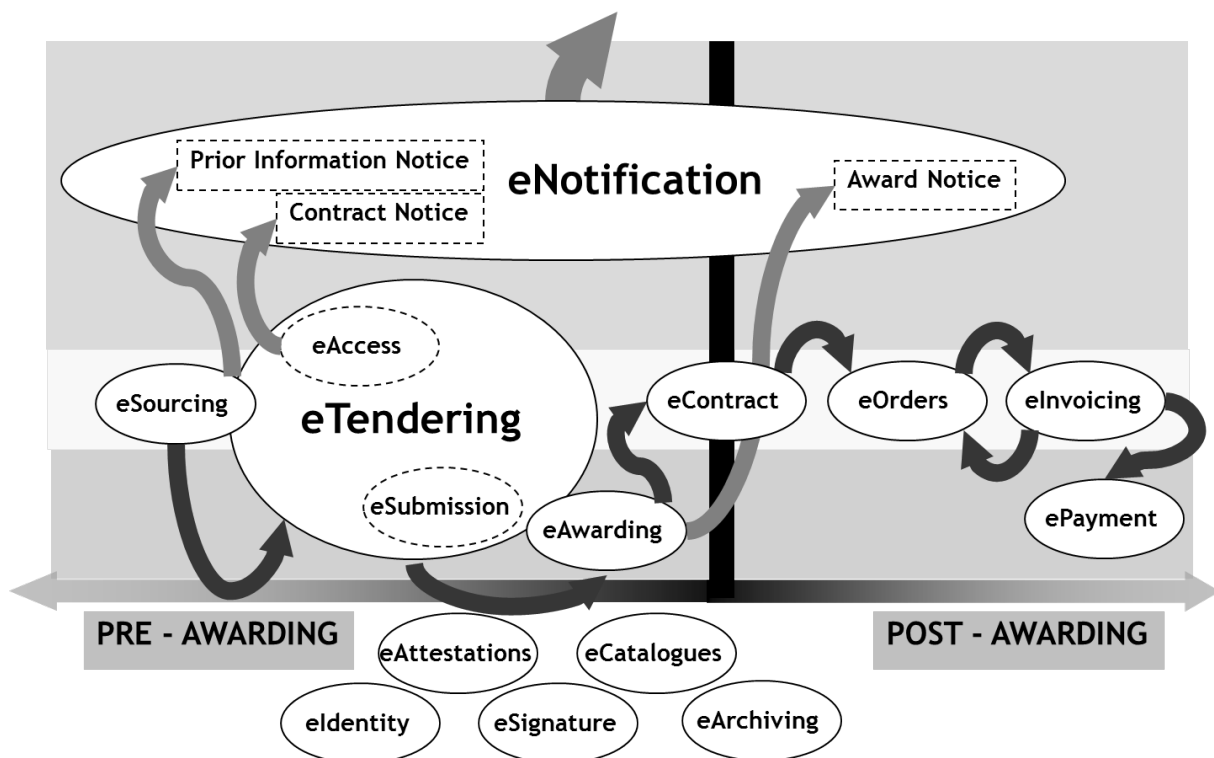 Prior Information Notice
eNotification
Award Notice
Contract Notice
eAccess
eSourcing
eTendering
eContract
eOrders
eInvoicing
eSubmission
eAwarding
ePayment
PRE - AWARDING
POST - AWARDING
eAttestations
eCatalogues
eIdentity
eSignature
eArchiving